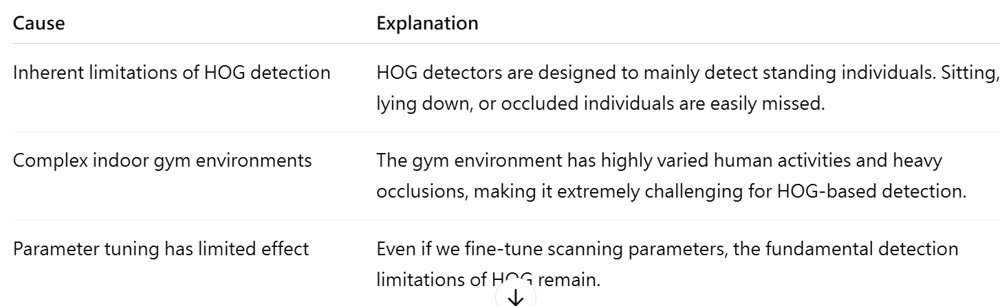 Cause Explanation
Inherent limitations of HOG detection HOG detectors are designed to mainly detect standing individuals. Sitting,
lying down, or occluded individuals are easily missed.
Complex indoor gym environments The gym environment has highly varied human activities and heavy
occlusions, making it extremely challenging for HOG-based detection.
Parameter tuning has limited effect Even if we fine-tune scanning parameters, the fundamental detection
limitations of HOG remain.